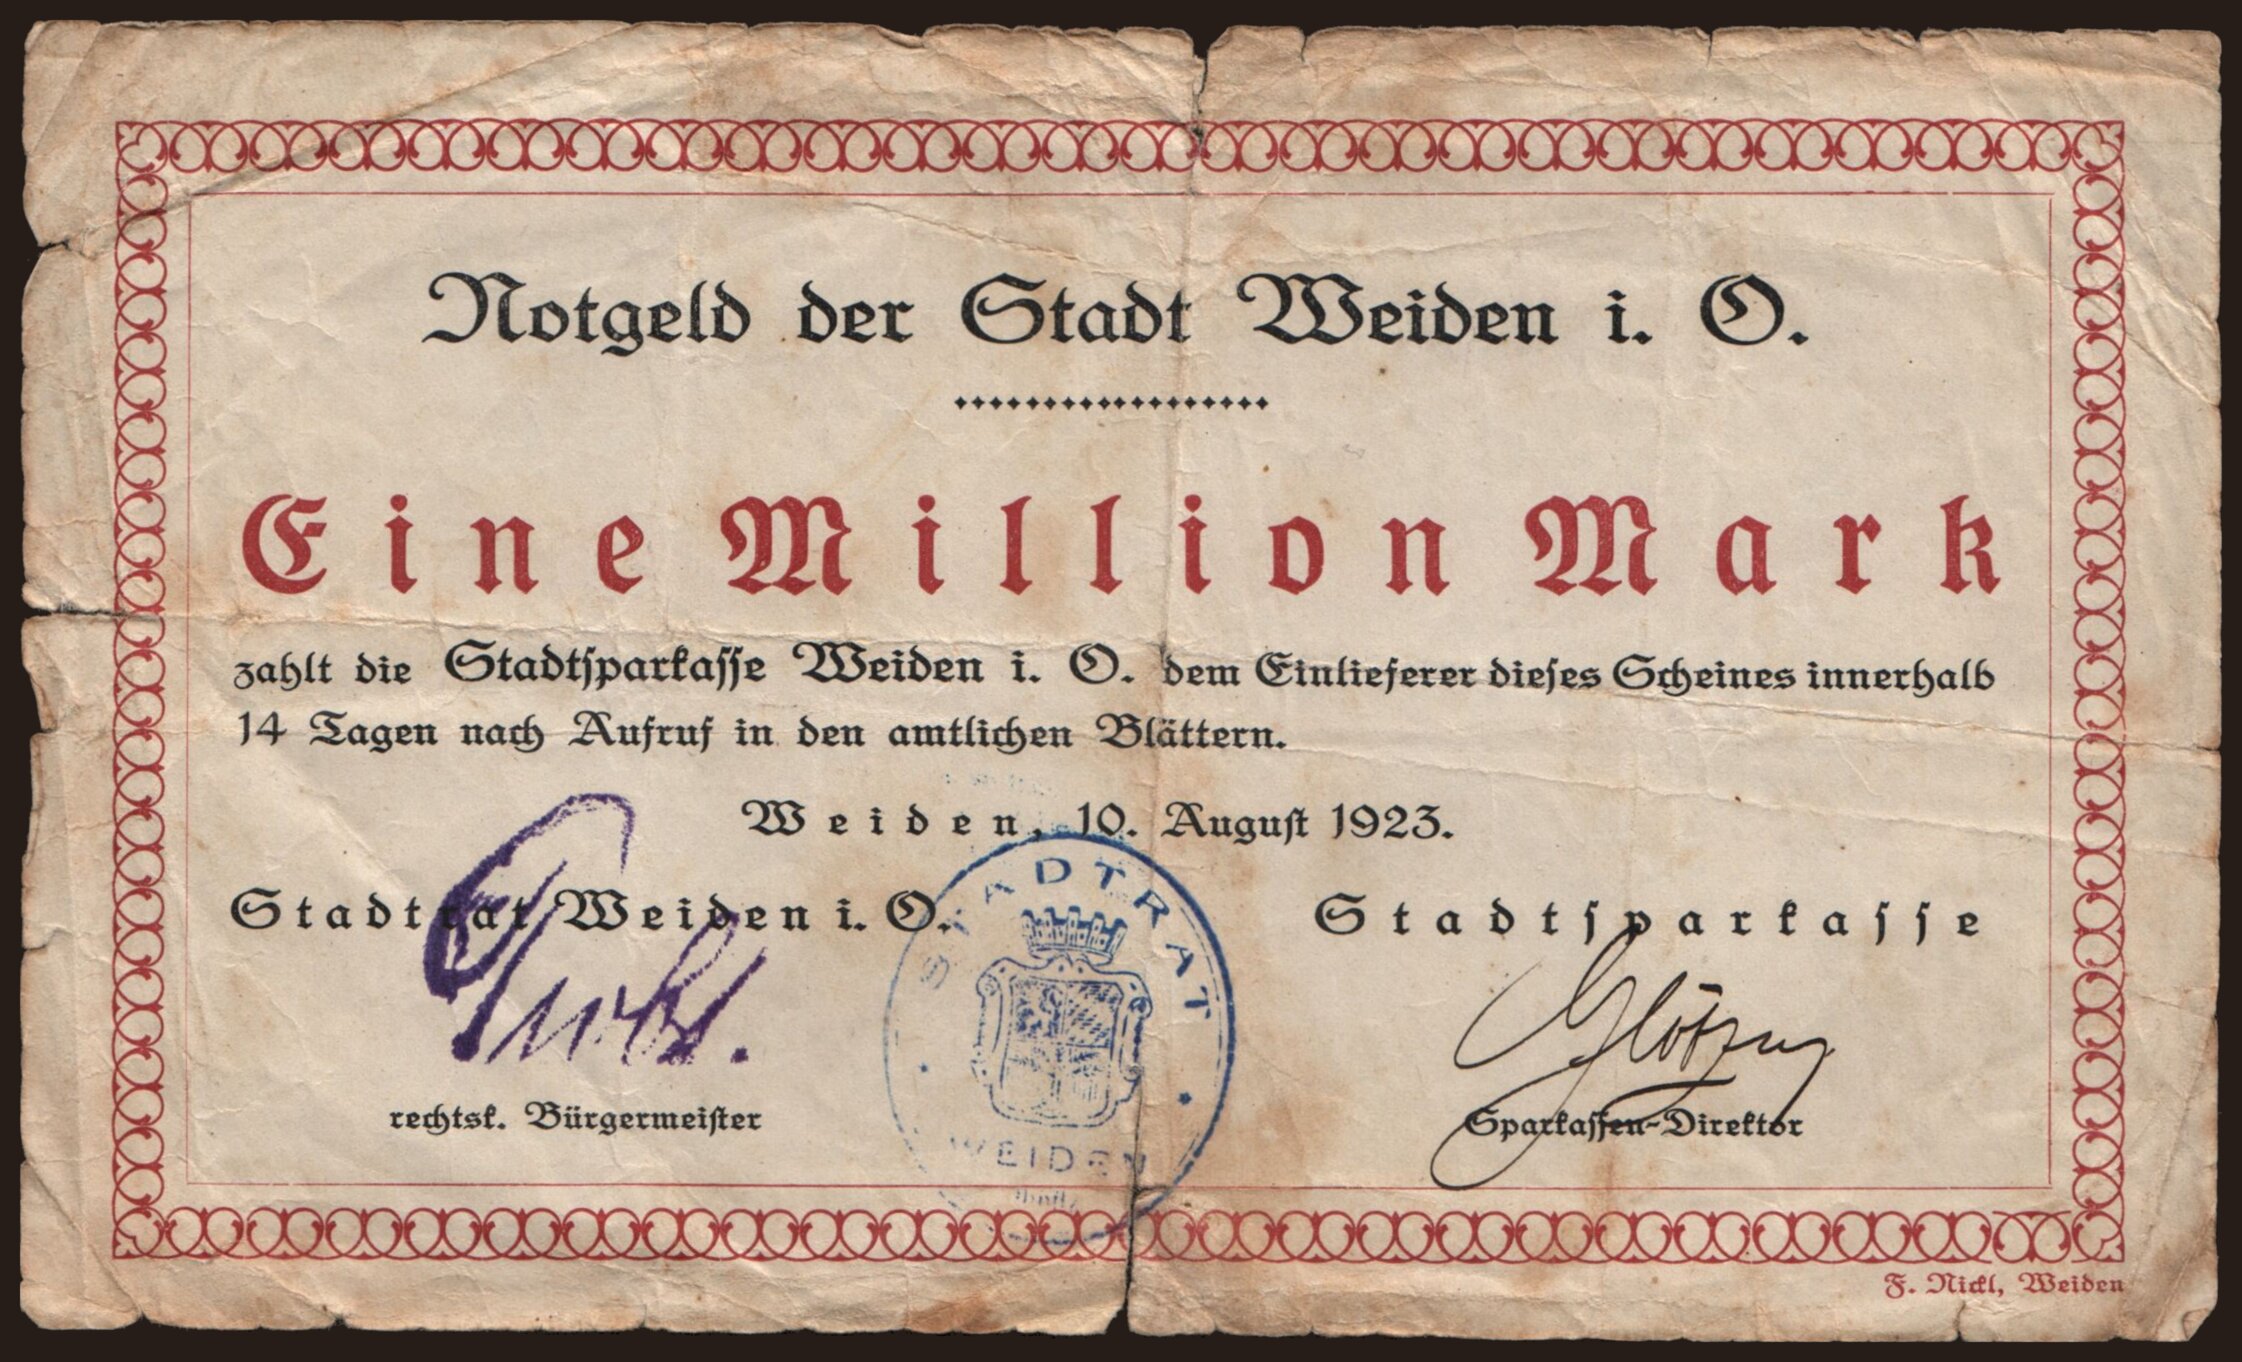 Notgeld der Stadt Weiden i. O.
Eine Million Mark
zahlt die Stadtsparkasse Weiden i. O. dem Einlieferer dieses Scheines innerhalb
14 Tagen nach Aufruf in den amtlichen Blättern.
Weiden, 10. August 1923.
Stadtrat Weiden i. O.
Stadtsparkasse
STADTRAT
WEIDEN
rechtsk. Bürgermeister
Sparkassen-Direktor
F. Nickl, Weiden